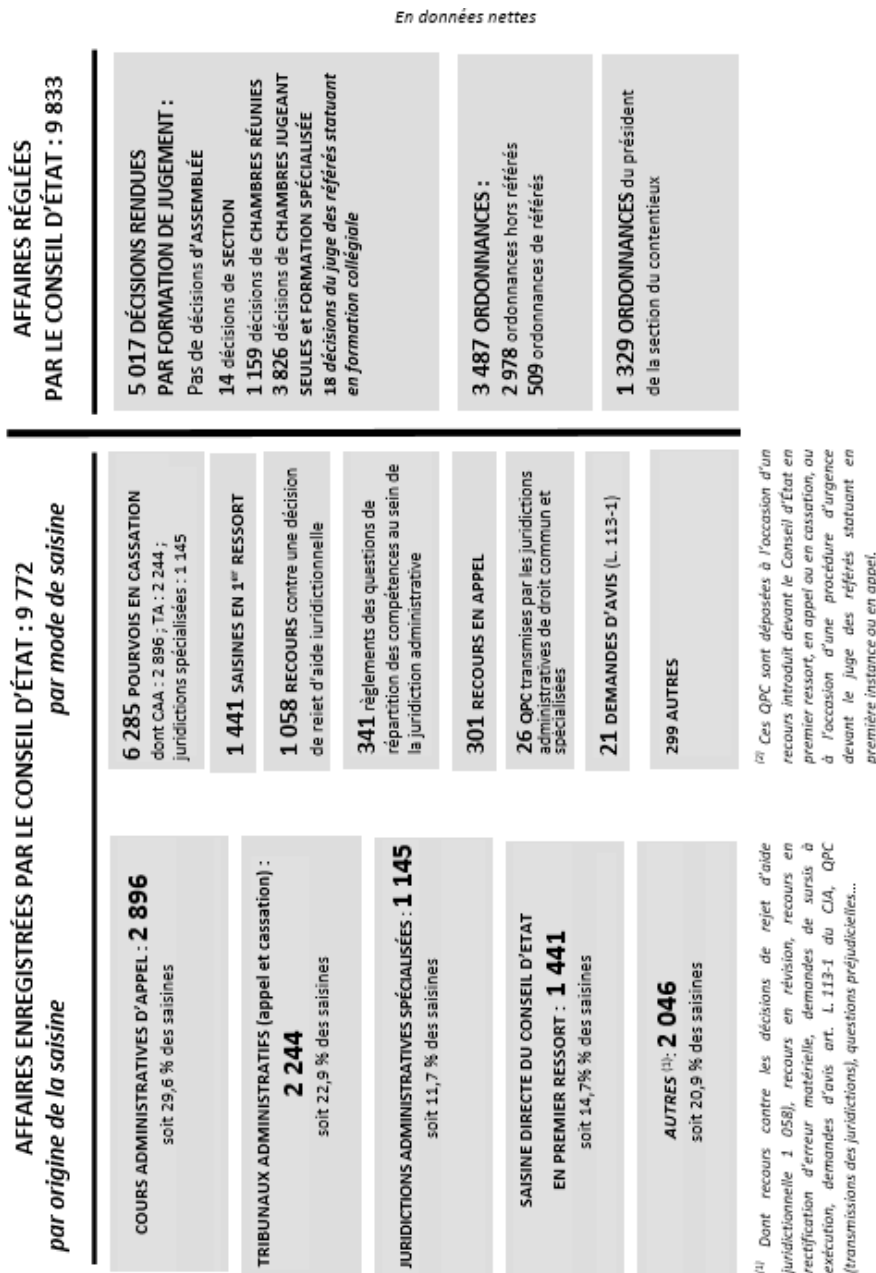 En données nettes
AFFAIRES ENREGISTRÉES PAR LE CONSEIL D'ÉTAT : 9 772
par origine de la saisine
COURS ADMINISTRATIVES D'APPEL : 2 896
soit 29,6 % des saisines
TRIBUNAUX ADMINISTRATIFS (appel et cassation) :
2 244
soit 22,9 % des saisines
JURIDICTIONS ADMINISTRATIVES SPÉCIALISÉES : 1 145
soit 11,7 % des saisines
SAISINE DIRECTE DU CONSEIL D'ETAT
EN PREMIER RESSORT : 1 441
soit 14,7% % des saisines
AUTRES (1): 2 046
soit 20,9 % des saisines
(1) Dont recours contre les décisions de rejet d'aide
juridictionnelle 1 058), recours en révision, recours en
rectification d'erreur matérielle, demandes de sursis à
exécution, demandes d'avis art. L. 113-1 du CJA, QPC
(transmissions des juridictions), questions préjudicielles...
par mode de saisine
6 285 POURVOIS EN CASSATION
dont CAA : 2 896 ; TA : 2 244 ;
juridictions spécialisées : 1 145
1 441 SAISINES EN 1er RESSORT
1 058 RECOURS contre une décision
de rejet d'aide juridictionnelle
341 règlements des questions de
répartition des compétences au sein de
la juridiction administrative
301 RECOURS EN APPEL
26 QPC transmises par les juridictions
administratives de droit commun et
spécialisées
21 DEMANDES D'AVIS (L. 113-1)
299 AUTRES
(2) Ces QPC sont déposées à l'occasion d'un
recours introduit devant le Conseil d'État en
premier ressort, en appel ou en cassation, ou
à l'occasion d'une procédure d'urgence
devant le juge des référés statuant en
première instance ou en appel.
AFFAIRES RÉGLÉES
PAR LE CONSEIL D'ÉTAT : 9 833
5 017 DÉCISIONS RENDUES
PAR FORMATION DE JUGEMENT :
Pas de décisions d'ASSEMBLÉE
14 décisions de SECTION
1 159 décisions de CHAMBRES RÉUNIES
3 826 décisions de CHAMBRES JUGEANT
SEULES et FORMATION SPÉCIALISÉE
18 décisions du juge des référés statuant
en formation collégiale
3 487 ORDONNANCES :
2 978 ordonnances hors référés
509 ordonnances de référés
1 329 ORDONNANCES du président
de la section du contentieux